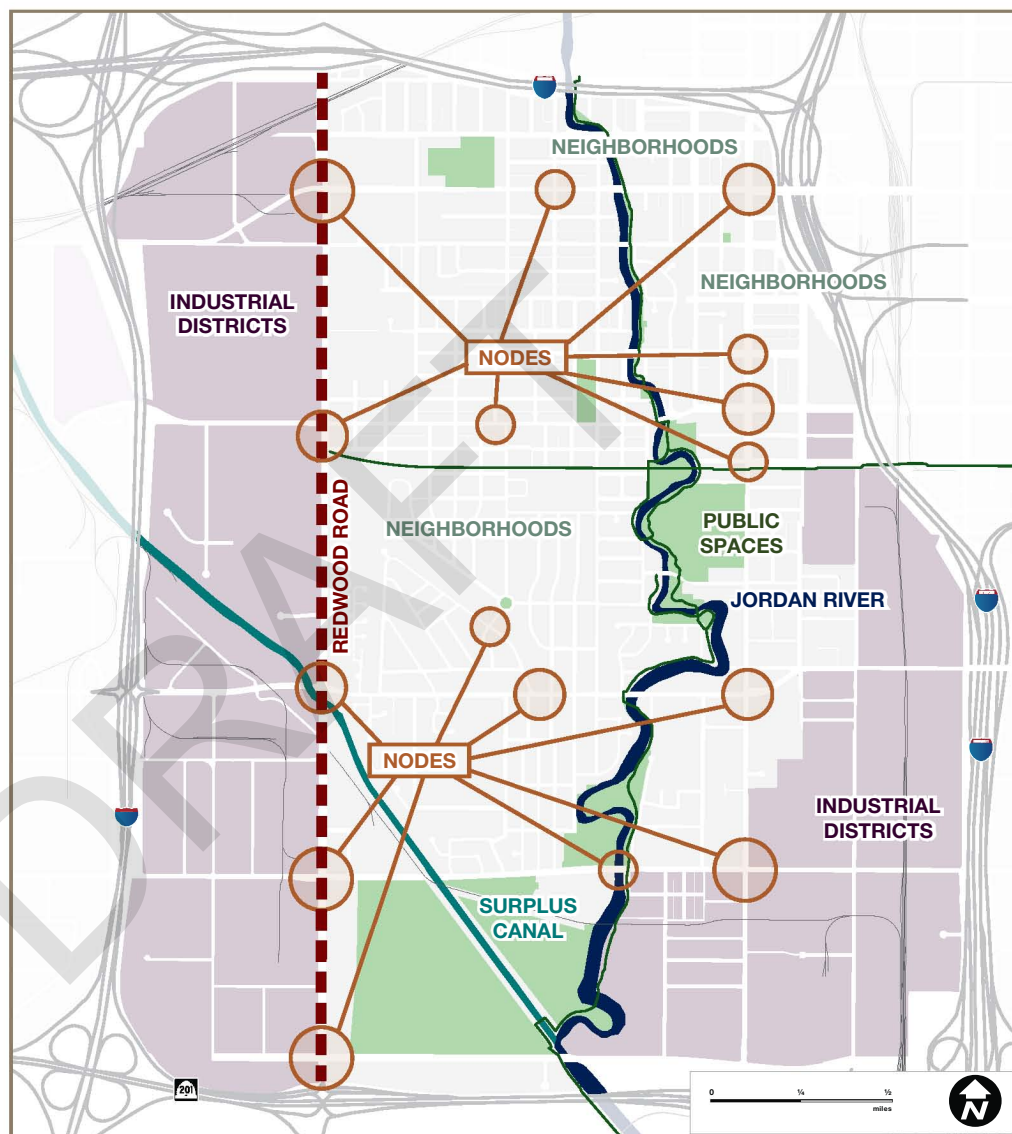 NEIGHBORHOODS
NEIGHBORHOODS
INDUSTRIAL
DISTRICTS
NODES
REDWOOD ROAD
NEIGHBORHOODS
PUBLIC
SPACES
JORDAN RIVER
NODES
INDUSTRIAL
DISTRICTS
SURPLUS
CANAL
DRAFT
201
0 ¼ ½
miles
N